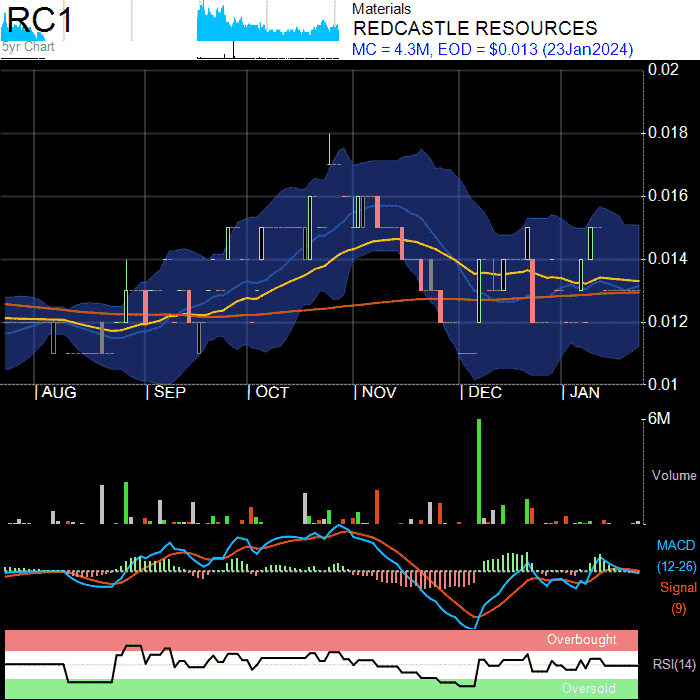 RC1
5yr Chart
Materials
REDCASTLE RESOURCES
MC = 4.3M, EOD = $0.013 (23Jan2024)
0.02
0.018
0.016
0.014
0.012
0.01
| AUG | SEP | OCT | NOV | DEC | JAN
6M
Volume
MACD
(12-26)
Signal
(9)
Overbought
RSI(14)
Oversold